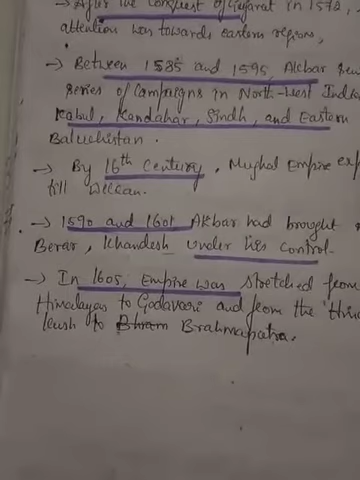 → After the conquest of Gujarat in 1572,
attention was towards eastern regions,
→ Between 1585 and 1595, Akbar
series of campaigns in North-West India
Kabul, Kandahar, Sindh, and Eastern
Baluchistan.
→ By 16th Century, Mughal Empire exp
till Deccan.
→ 1590 and 1601 Akbar had brought
Berar, Khandesh under his control.
→ In 1605, Empire was stretched from
Himalayas to Godavari and from the Hind
kush to Brahmaputra.